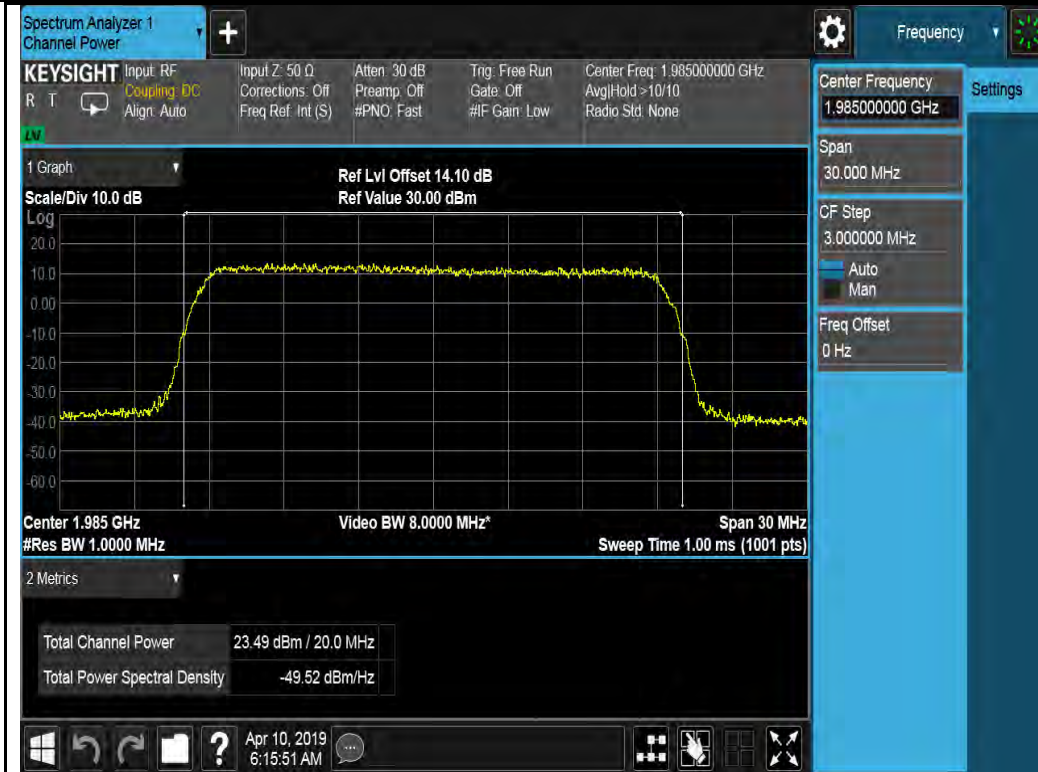 Spectrum Analyzer 1
Channel Power
+
Frequency
KEYSIGHT
R T
LV
Input: RF
Coupling: DC
Align: Auto
Input Z: 50 Ω
Corrections: Off
Freq Ref: Int (S)
Atten: 30 dB
Preamp: Off
#PNO: Fast
Trig: Free Run
Gate: Off
#IF Gain: Low
Center Freq: 1.985000000 GHz
Avg|Hold >10/10
Radio Std: None
Center Frequency
1.985000000 GHz
Settings
Span
30.000 MHz
CF Step
3.000000 MHz
Auto
Man
Freq Offset
0 Hz
1 Graph
Scale/Div 10.0 dB
Ref Lvl Offset 14.10 dB
Ref Value 30.00 dBm
Log
20.0
10.0
0.00
-10.0
-20.0
-30.0
-40.0
-50.0
-60.0
Center 1.985 GHz
Video BW 8.0000 MHz*
Span 30 MHz
#Res BW 1.0000 MHz
Sweep Time 1.00 ms (1001 pts)
2 Metrics
Total Channel Power 23.49 dBm / 20.0 MHz
Total Power Spectral Density -49.52 dBm/Hz
?
Apr 10, 2019
6:15:51 AM